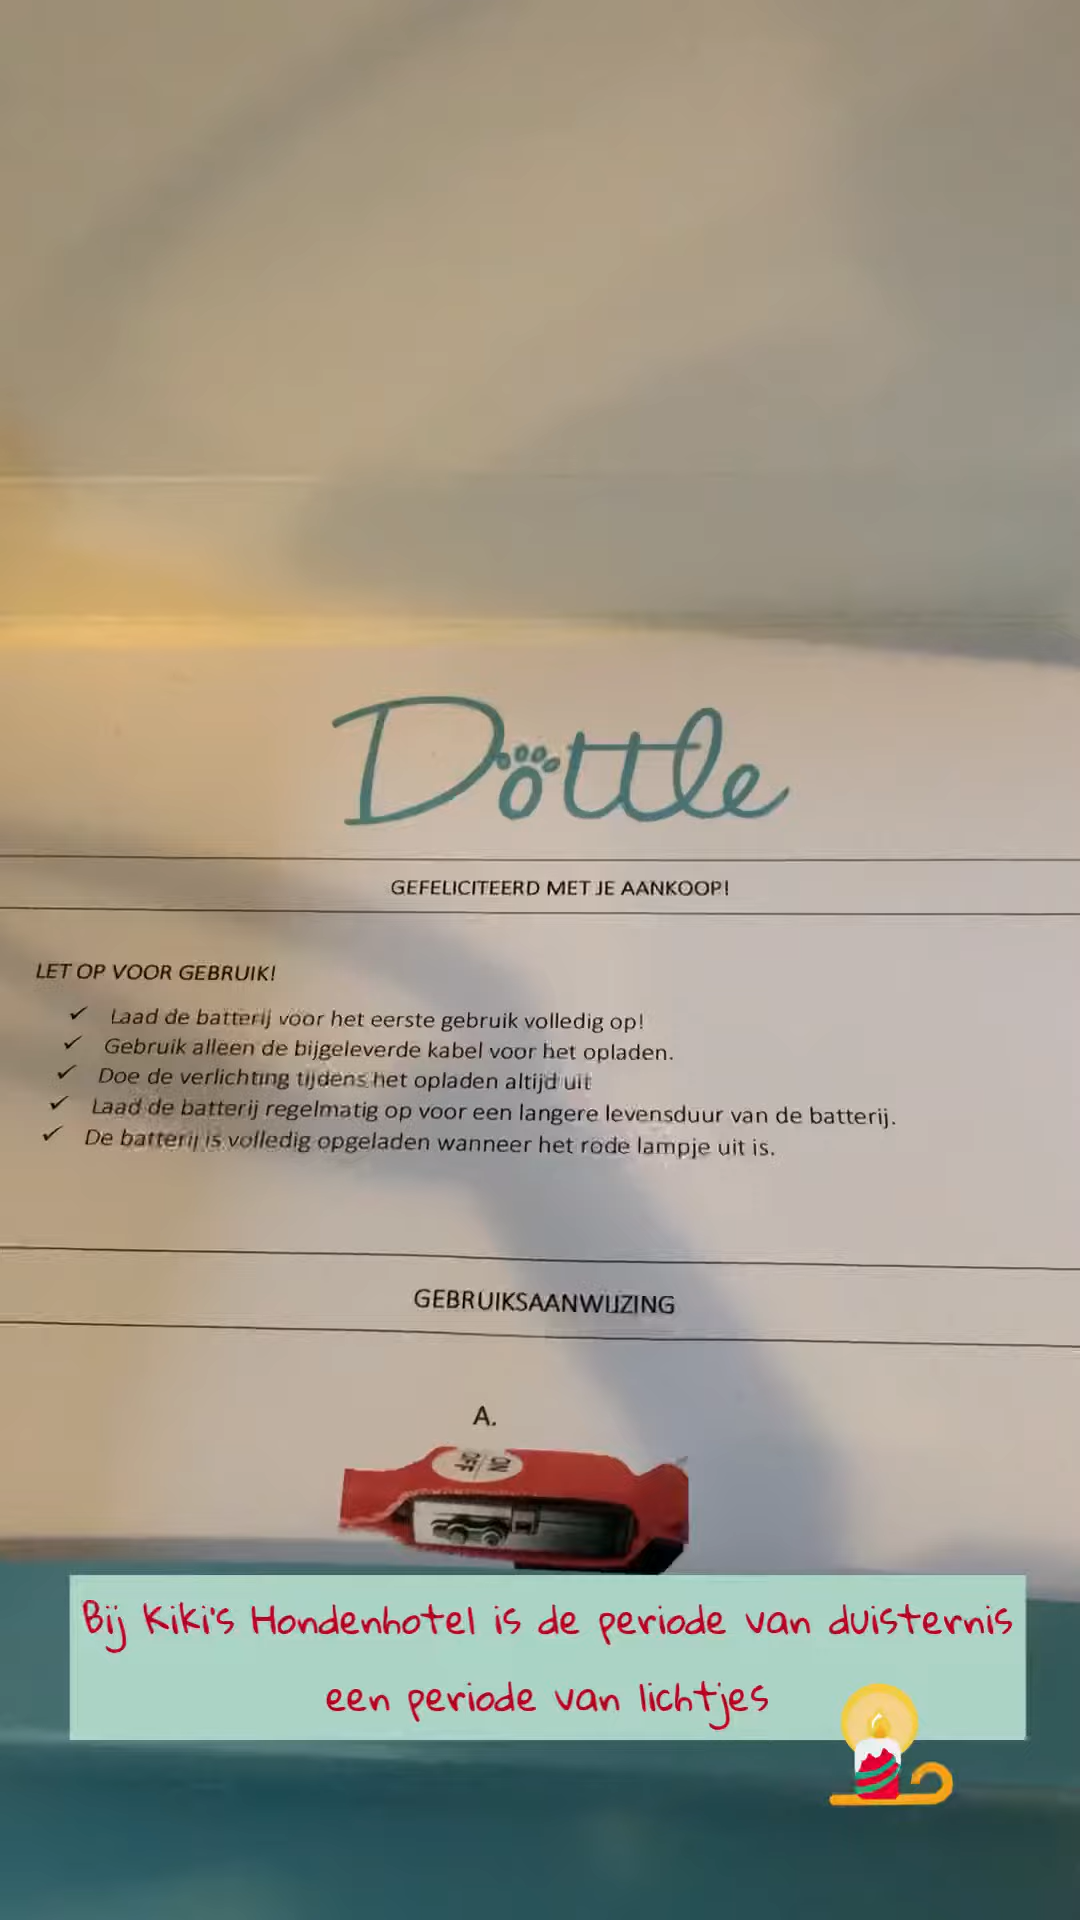 Dottle
GEFELICITEERD MET JE AANKOOP!
LET OP VOOR GEBRUIK!
✓ Laad de batterij voor het eerste gebruik volledig op!
✓ Gebruik alleen de bijgeleverde kabel voor het opladen.
✓ Doe de verlichting tijdens het opladen altijd uit
✓ Laad de batterij regelmatig op voor een langere levensduur van de batterij.
✓ De batterij is volledig opgeladen wanneer het rode lampje uit is.
GEBRUIKSAANWIJZING
A.
ON
OFF
Bij Kiki's Hondenhotel is de periode van duisternis
een periode van lichtjes